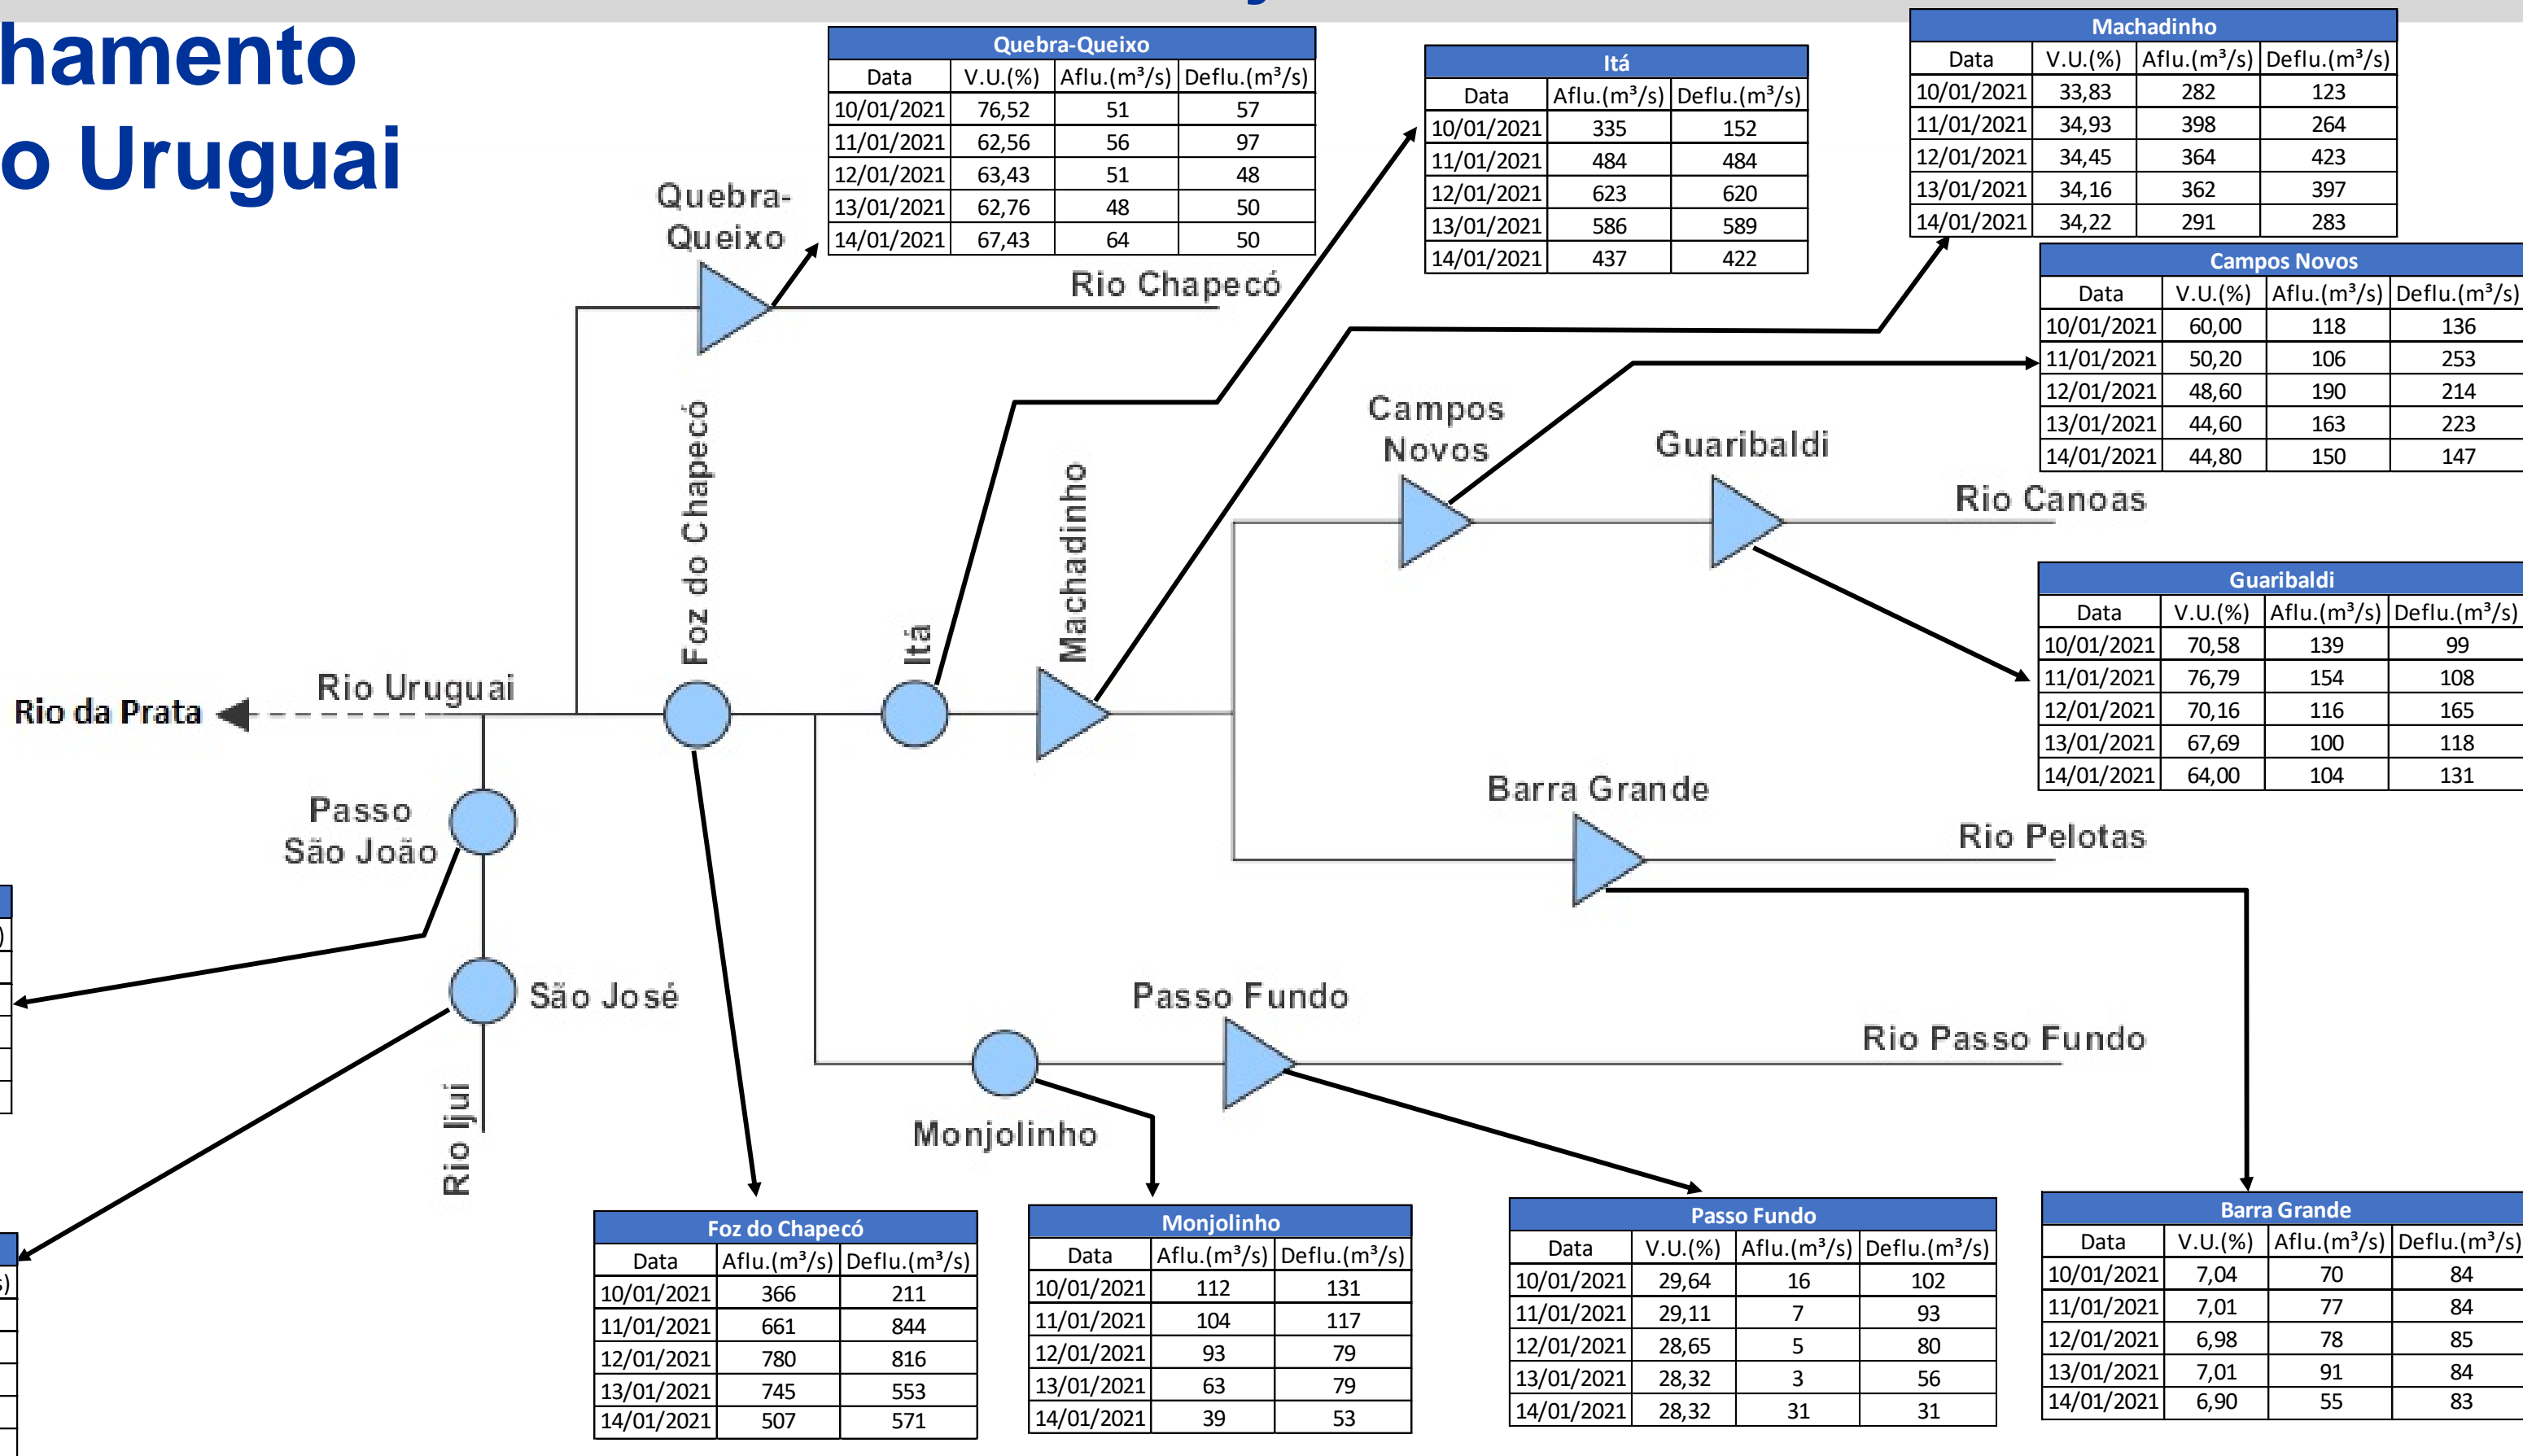 hamento
o Uruguai
Quebra-Queixo
Data V.U.(%) Aflu.(m³/s) Deflu.(m³/s)
10/01/2021 76,52 51 57
11/01/2021 62,56 56 97
12/01/2021 63,43 51 48
13/01/2021 62,76 48 50
14/01/2021 67,43 64 50
Itá
Data Aflu.(m³/s) Deflu.(m³/s)
10/01/2021 335 152
11/01/2021 484 484
12/01/2021 623 620
13/01/2021 586 589
14/01/2021 437 422
Machadinho
Data V.U.(%) Aflu.(m³/s) Deflu.(m³/s)
10/01/2021 33,83 282 123
11/01/2021 34,93 398 264
12/01/2021 34,45 364 423
13/01/2021 34,16 362 397
14/01/2021 34,22 291 283
Campos Novos
Data V.U.(%) Aflu.(m³/s) Deflu.(m³/s)
10/01/2021 60,00 118 136
11/01/2021 50,20 106 253
12/01/2021 48,60 190 214
13/01/2021 44,60 163 223
14/01/2021 44,80 150 147
Quebra-
Queixo
Rio Chapecó
Foz do Chapecó
Itá
Machadinho
Campos
Novos
Guaribaldi
Rio Canoas
Guaribaldi
Data V.U.(%) Aflu.(m³/s) Deflu.(m³/s)
10/01/2021 70,58 139 99
11/01/2021 76,79 154 108
12/01/2021 70,16 116 165
13/01/2021 67,69 100 118
14/01/2021 64,00 104 131
Rio da Prata
Rio Uruguai
Passo
São João
Barra Grande
Rio Pelotas
São José
Rio Ijui
Passo Fundo
Rio Passo Fundo
Monjolinho
)
s)
Foz do Chapecó
Data Aflu.(m³/s) Deflu.(m³/s)
10/01/2021 366 211
11/01/2021 661 844
12/01/2021 780 816
13/01/2021 745 553
14/01/2021 507 571
Monjolinho
Data Aflu.(m³/s) Deflu.(m³/s)
10/01/2021 112 131
11/01/2021 104 117
12/01/2021 93 79
13/01/2021 63 79
14/01/2021 39 53
Passo Fundo
Data V.U.(%) Aflu.(m³/s) Deflu.(m³/s)
10/01/2021 29,64 16 102
11/01/2021 29,11 7 93
12/01/2021 28,65 5 80
13/01/2021 28,32 3 56
14/01/2021 28,32 31 31
Barra Grande
Data V.U.(%) Aflu.(m³/s) Deflu.(m³/s)
10/01/2021 7,04 70 84
11/01/2021 7,01 77 84
12/01/2021 6,98 78 85
13/01/2021 7,01 91 84
14/01/2021 6,90 55 83